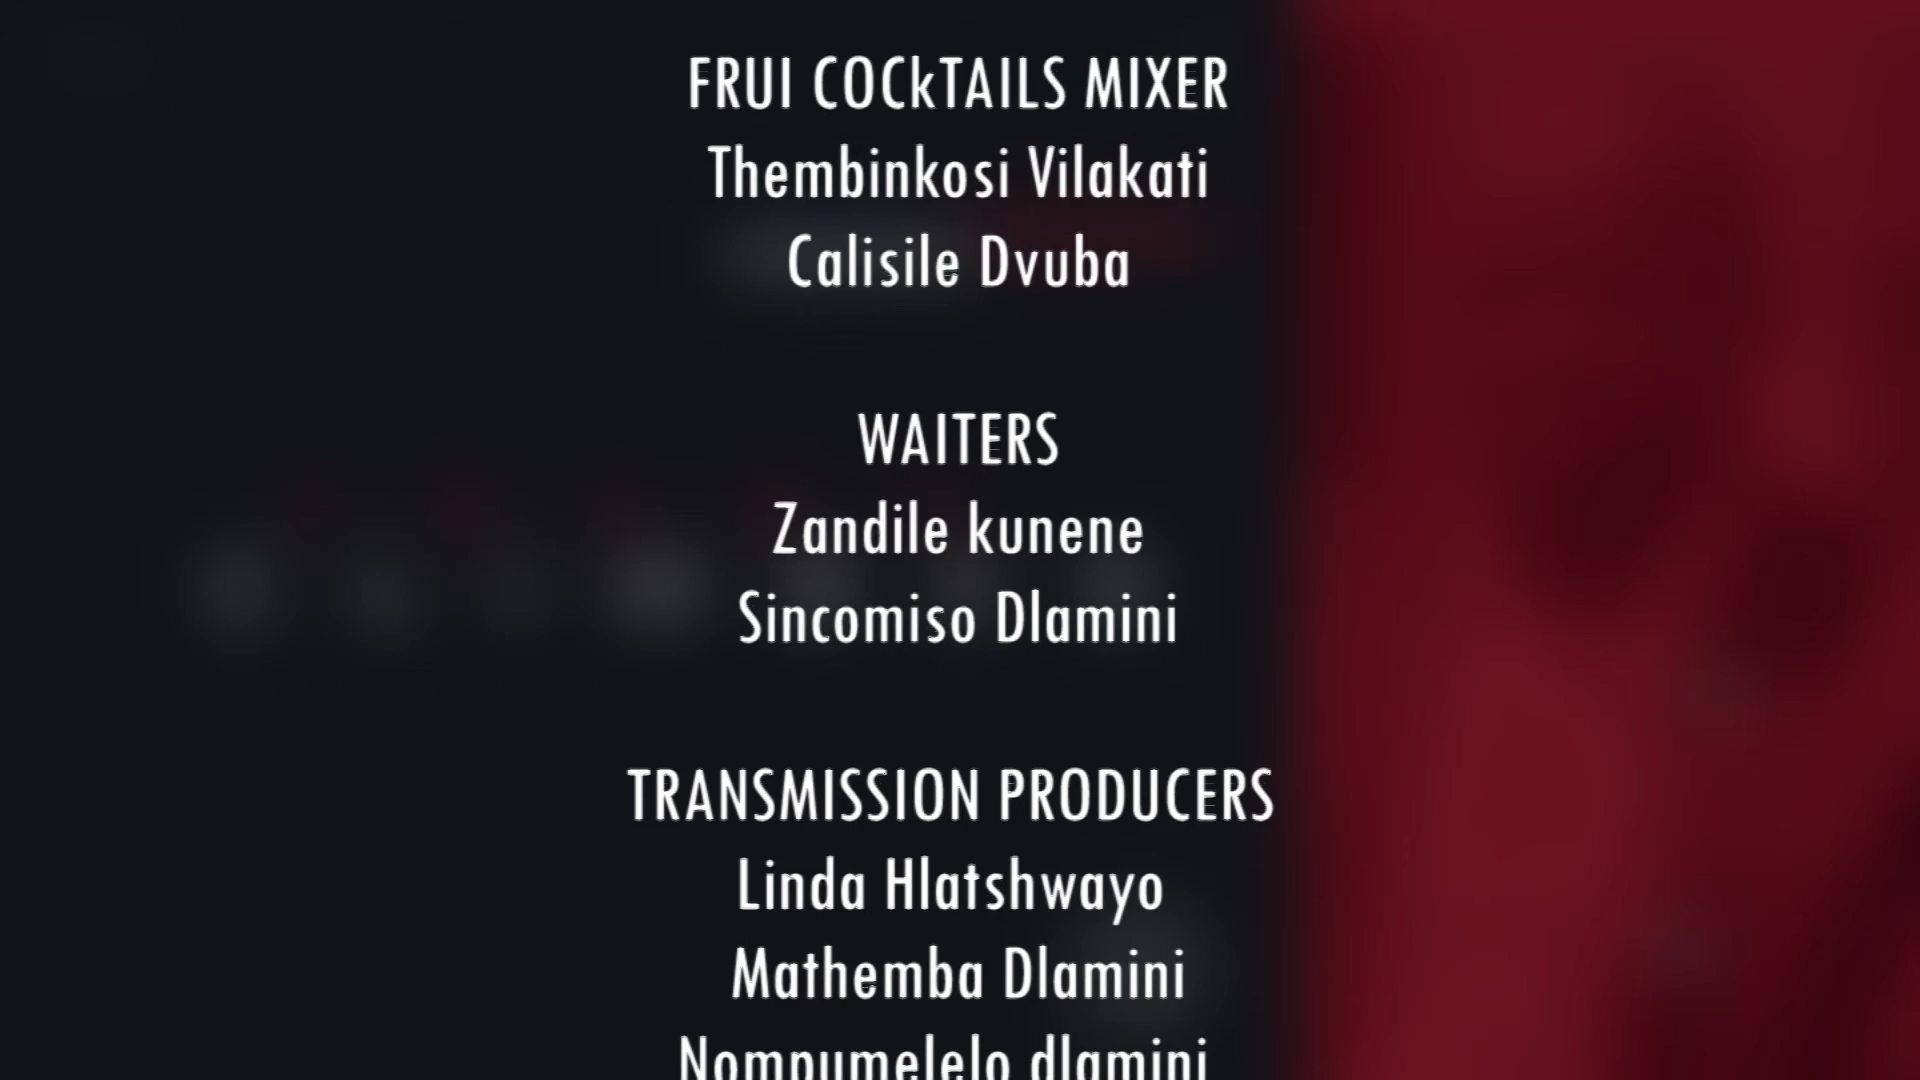 FRUI COCkTAILS MIXER
Thembinkosi Vilakati
Calisile Dvuba
WAITERS
Zandile kunene
Sincomiso Dlamini
TRANSMISSION PRODUCERS
Linda Hlatshwayo
Mathemba Dlamini
Nompumelelo dlamini